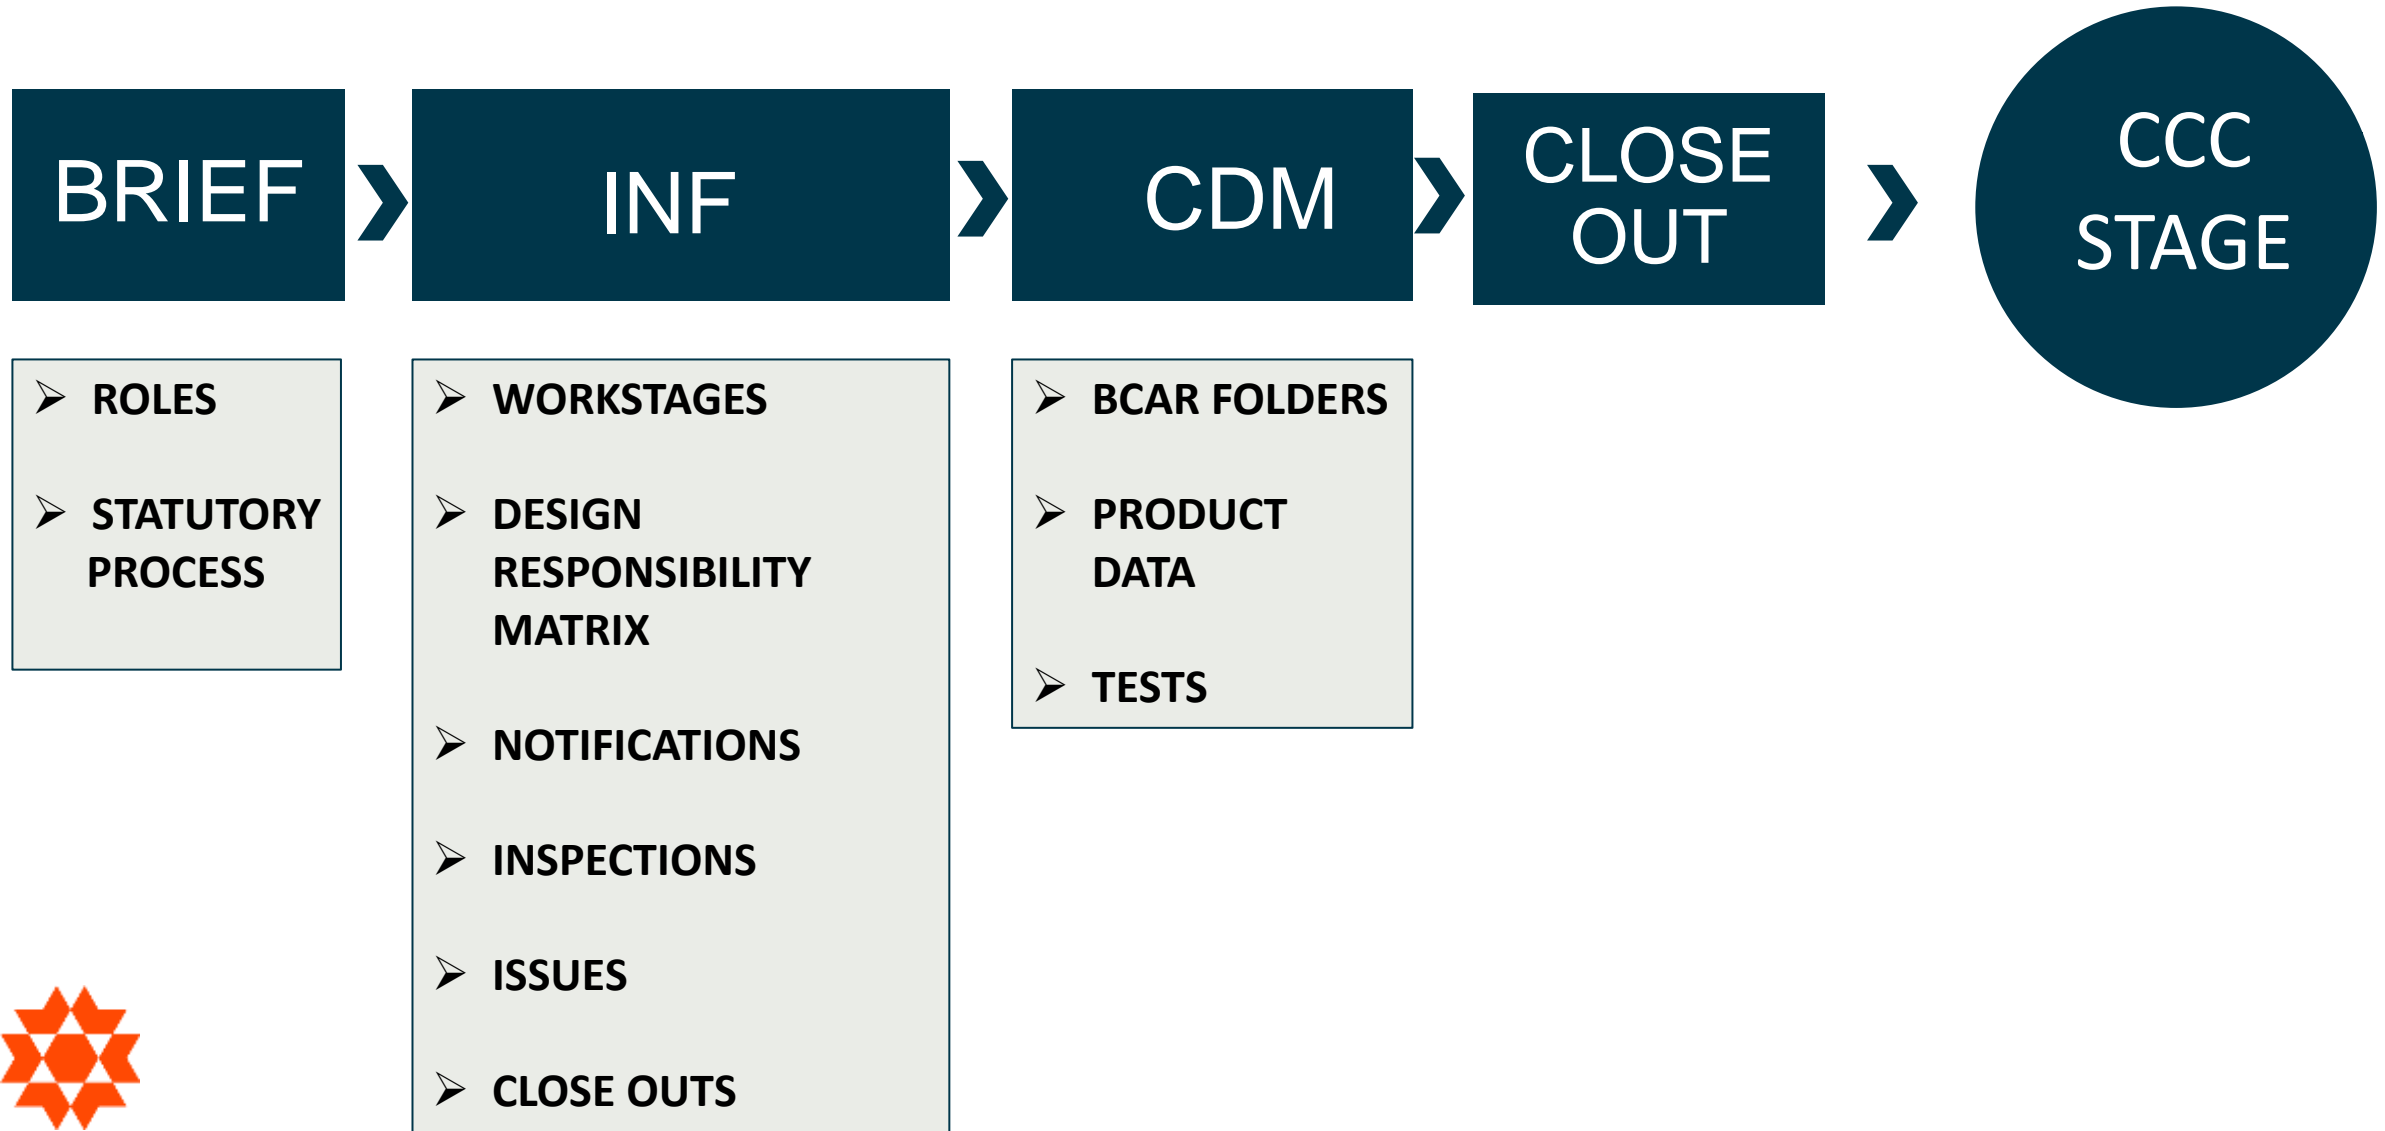 BRIEF
INF
CDM
CLOSE
OUT
CCC
STAGE
ROLES
STATUTORY
PROCESS
WORKSTAGES
DESIGN
RESPONSIBILITY
MATRIX
NOTIFICATIONS
INSPECTIONS
ISSUES
CLOSE OUTS
BCAR FOLDERS
PRODUCT
DATA
TESTS